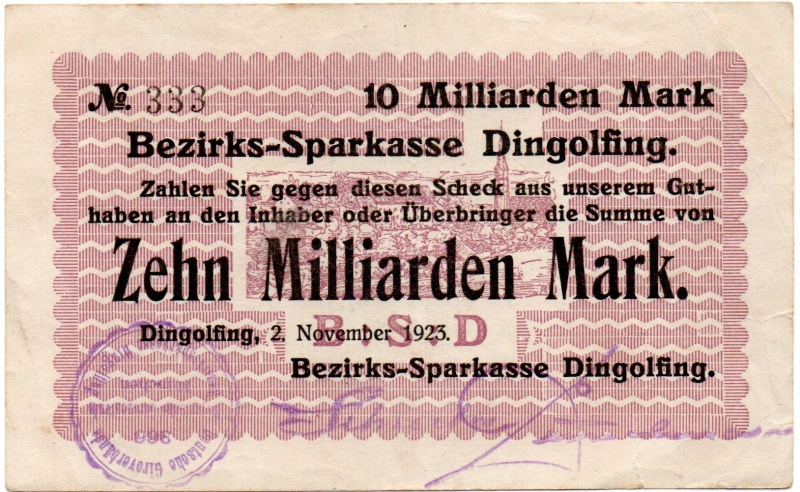 No. 333 10 Milliarden Mark
Bezirks-Sparkasse Dingolfing.
Zahlen Sie gegen diesen Scheck aus unserem Gut-
haben an den Inhaber oder Überbringer die Summe von
Zehn Milliarden Mark.
Dingolfing, 2. November 1923.
B.S.D
Bezirks-Sparkasse Dingolfing.
996